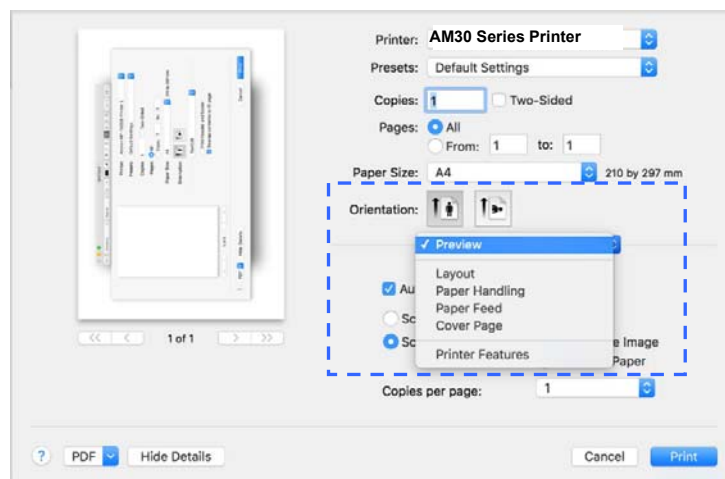 Printer: AM30 Series Printer
Presets: Default Settings
Copies: 1 Two-Sided
Pages: All
From: 1 to: 1
Paper Size: A4 210 by 297 mm
Orientation:
✓ Preview
Layout
Au Paper Handling
Paper Feed
Sc Cover Page
1 of 1
Sc e Image
Printer Features Paper
Copies per page: 1
? PDF Hide Details Cancel Print